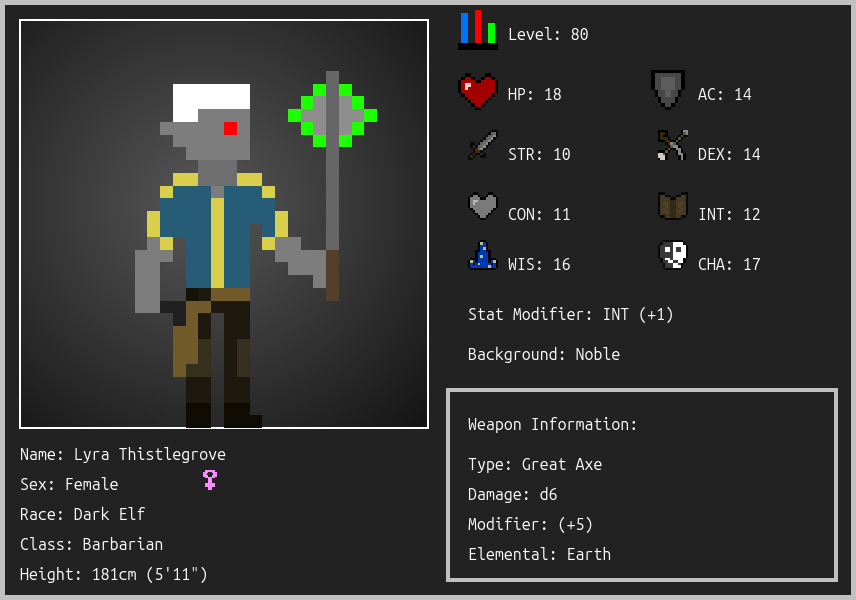 Level: 80
HP: 18
AC: 14
STR: 10
DEX: 14
CON: 11
INT: 12
WIS: 16
CHA: 17
Stat Modifier: INT (+1)
Background: Noble
Weapon Information:
Type: Great Axe
Damage: d6
Modifier: (+5)
Elemental: Earth
Name: Lyra Thistlegrove
Sex: Female
Race: Dark Elf
Class: Barbarian
Height: 181cm (5'11")